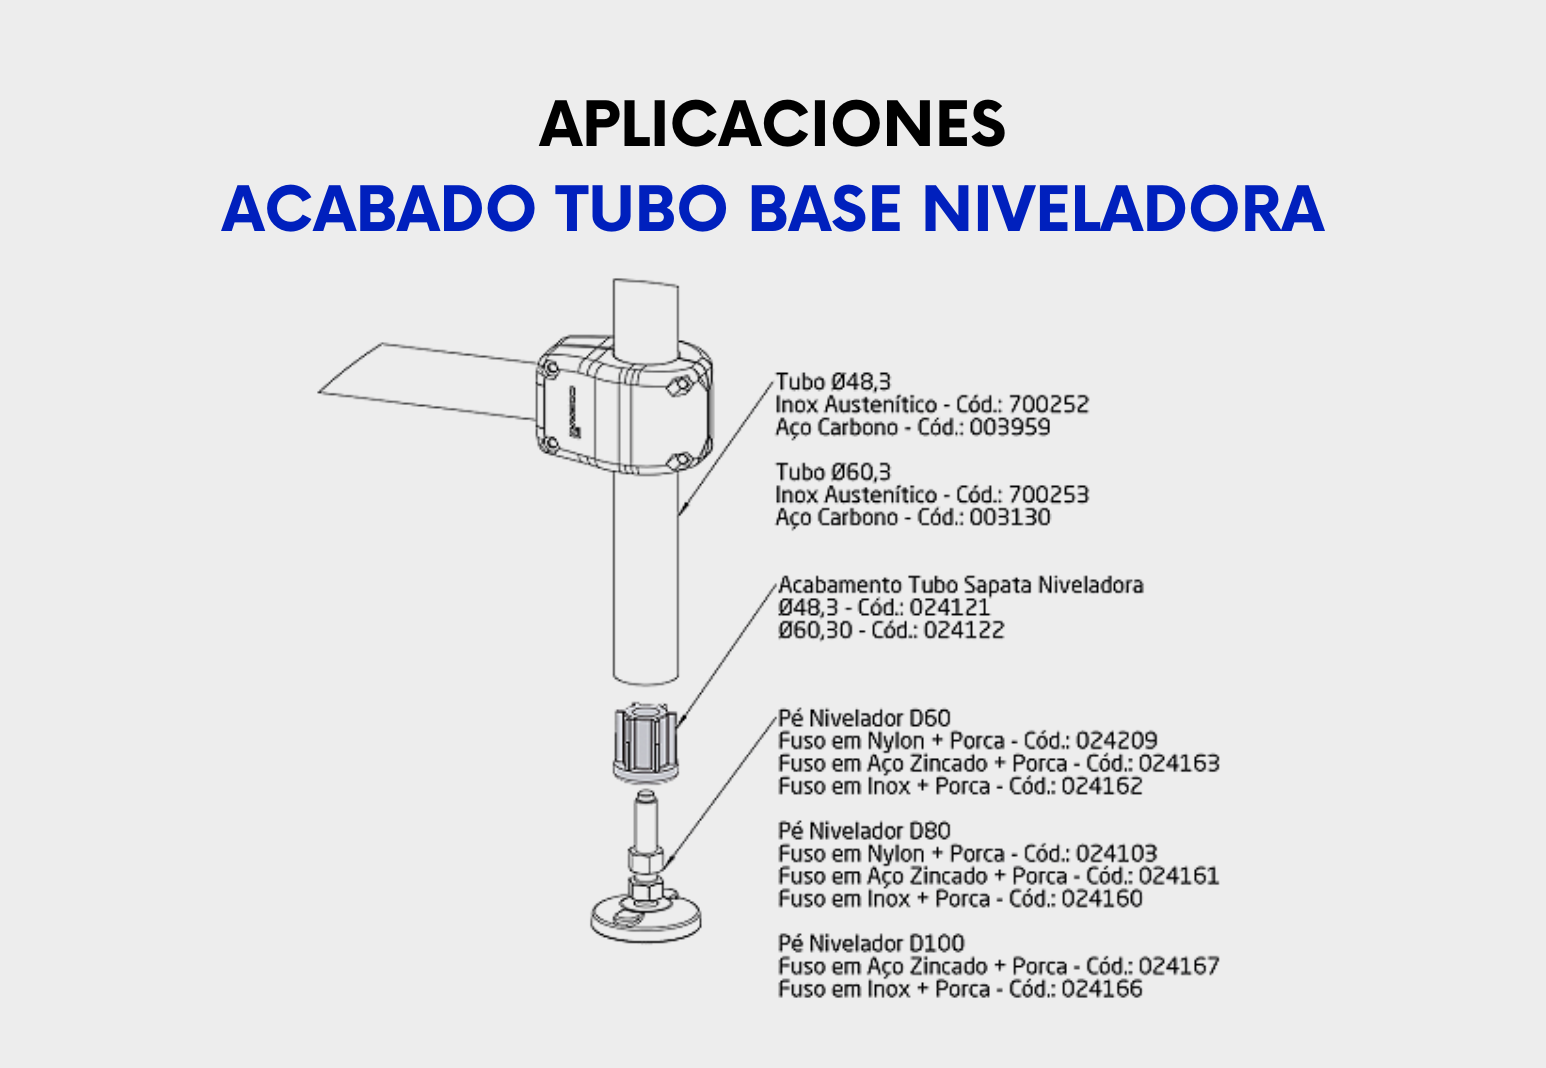 APLICACIONES
ACABADO TUBO BASE NIVELADORA
Tubo Ø48,3
Inox Austenítico - Cód.: 700252
Aço Carbono - Cód.: 003959
Tubo Ø60,3
Inox Austenítico - Cód.: 700253
Aço Carbono - Cód.: 003130
Acabamento Tubo Sapata Niveladora
Ø48,3 - Cód.: 024121
Ø60,30 - Cód.: 024122
Pé Nivelador D60
Fuso em Nylon + Porca - Cód.: 024209
Fuso em Aço Zincado + Porca - Cód.: 024163
Fuso em Inox + Porca - Cód.: 024162
Pé Nivelador D80
Fuso em Nylon + Porca - Cód.: 024103
Fuso em Aço Zincado + Porca - Cód.: 024161
Fuso em Inox + Porca - Cód.: 024160
Pé Nivelador D100
Fuso em Aço Zincado + Porca - Cód.: 024167
Fuso em Inox + Porca - Cód.: 024166